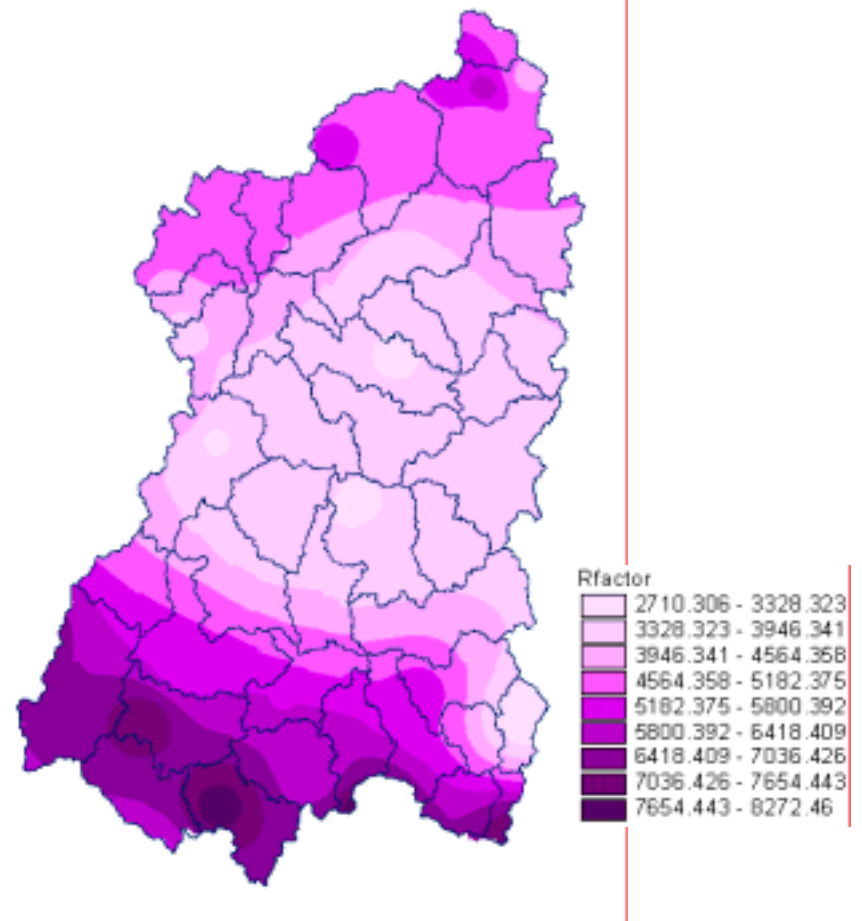 Rfactor
2710.306 - 3328.323
3328.323 - 3946.341
3946.341 - 4564.358
4564.358 - 5182.375
5182.375 - 5800.392
5800.392 - 6418.409
6418.409 - 7036.426
7036.426 - 7654.443
7654.443 - 8272.46